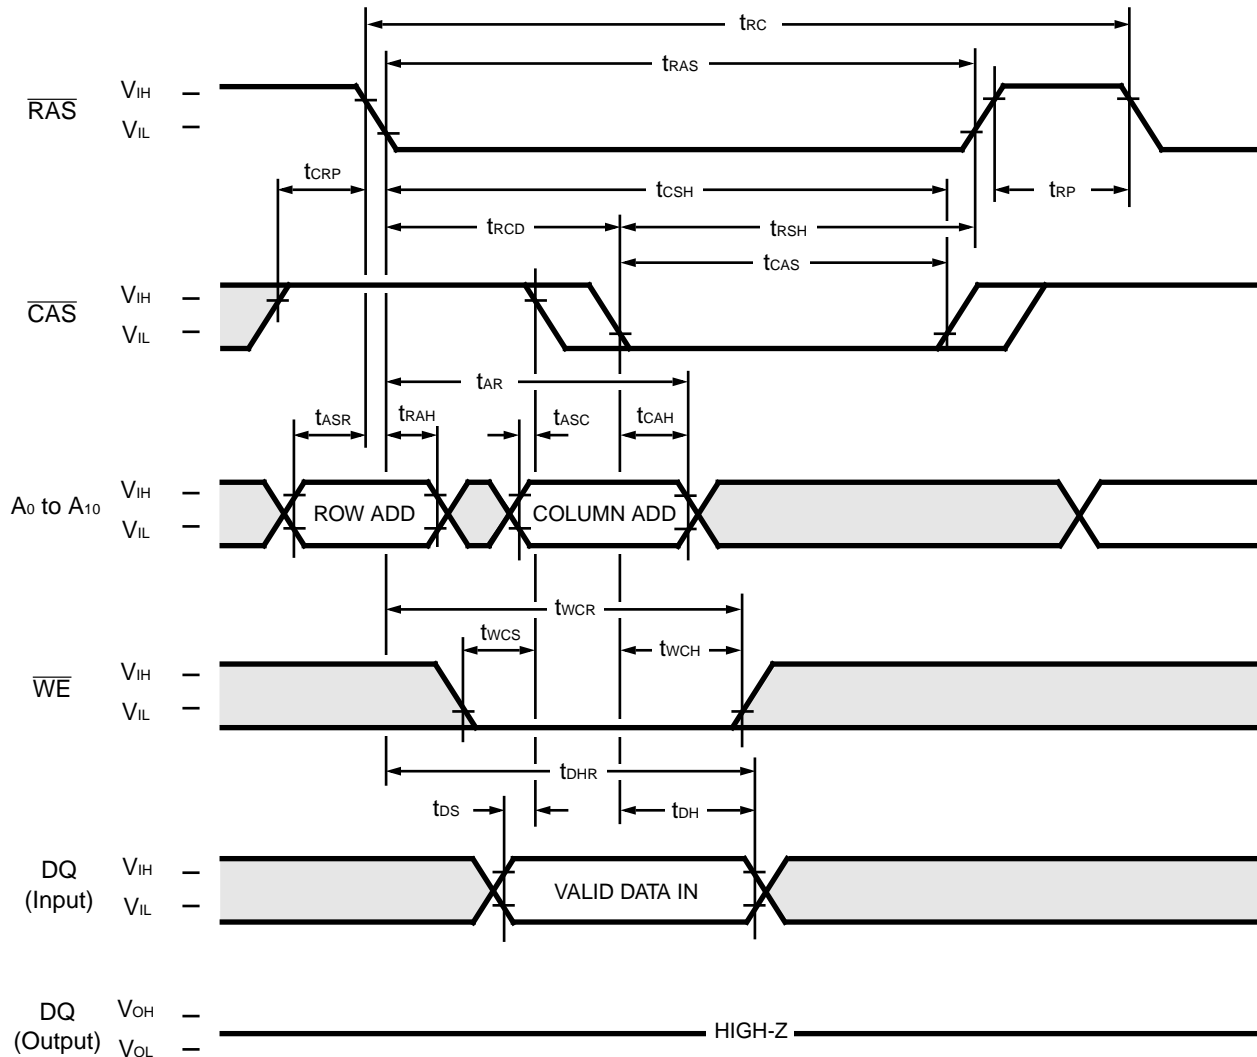 tRC
tRAS
RAS
VIH
VIL
tCRP
tCSH
tRP
tRCD
tRSH
tCAS
CAS
VIH
VIL
tAR
tASR
tRAH
tASC
tCAH
A0 to A10
VIH
VIL
ROW ADD
COLUMN ADD
tWCR
tWCS
tWCH
WE
VIH
VIL
tDHR
tDS
tDH
DQ
(Input)
VIH
VIL
VALID DATA IN
DQ
(Output)
VOH
VOL
HIGH-Z